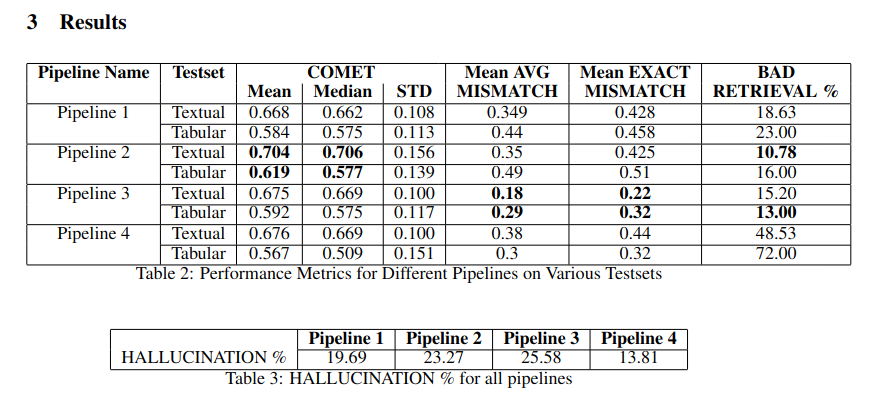 3 Results
Pipeline Name Testset COMET Mean AVG Mean EXACT BAD
Mean Median STD MISMATCH MISMATCH RETRIEVAL %
Pipeline 1 Textual 0.668 0.662 0.108 0.349 0.428 18.63
Tabular 0.584 0.575 0.113 0.44 0.458 23.00
Pipeline 2 Textual 0.704 0.706 0.156 0.35 0.425 10.78
Tabular 0.619 0.577 0.139 0.49 0.51 16.00
Pipeline 3 Textual 0.675 0.669 0.100 0.18 0.22 15.20
Tabular 0.592 0.575 0.117 0.29 0.32 13.00
Pipeline 4 Textual 0.676 0.669 0.100 0.38 0.44 48.53
Tabular 0.567 0.509 0.151 0.3 0.32 72.00
Table 2: Performance Metrics for Different Pipelines on Various Testsets
Pipeline 1 Pipeline 2 Pipeline 3 Pipeline 4
HALLUCINATION % 19.69 23.27 25.58 13.81
Table 3: HALLUCINATION % for all pipelines